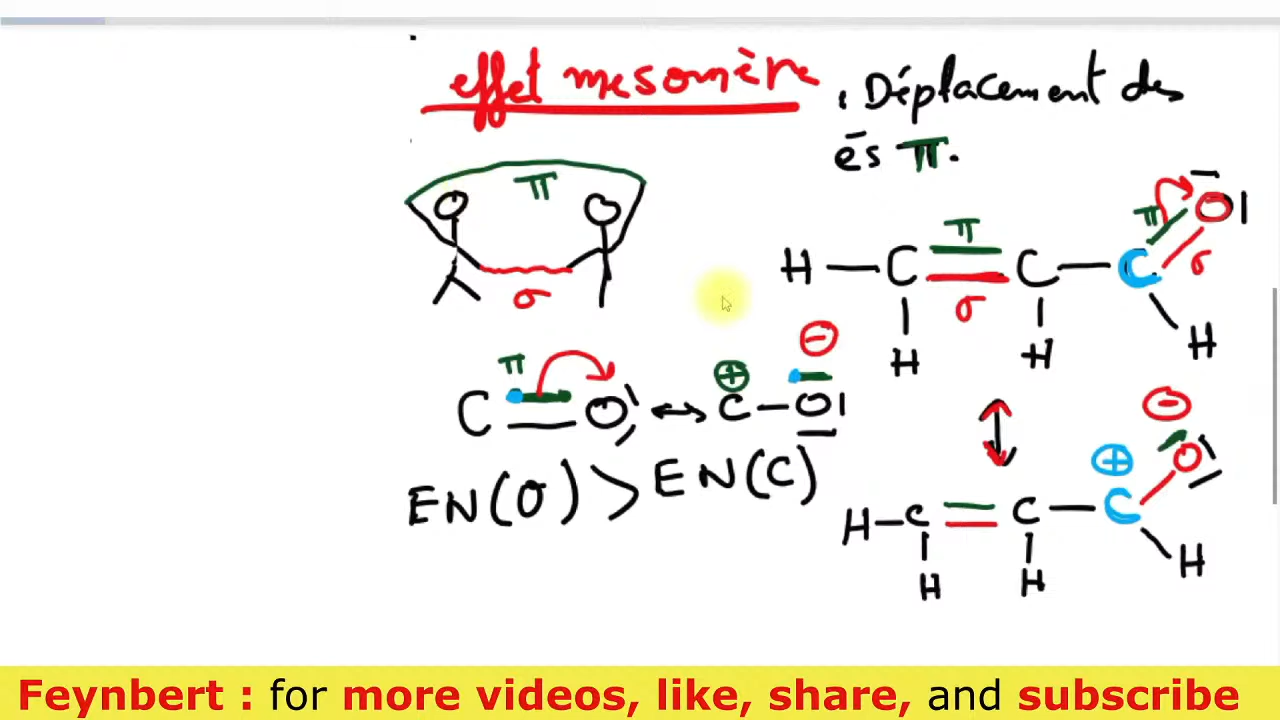 effet mesomère : Déplacement des
és π.
π
σ
π
C = O ↔ C - O
⊕ ⊖
EN(O) > EN(C)
π π
H - C = C - C = O
σ σ
H H H
⊕ ⊖
H - C = C - C - O
H H H
Feynbert : for more videos, like, share, and subscribe